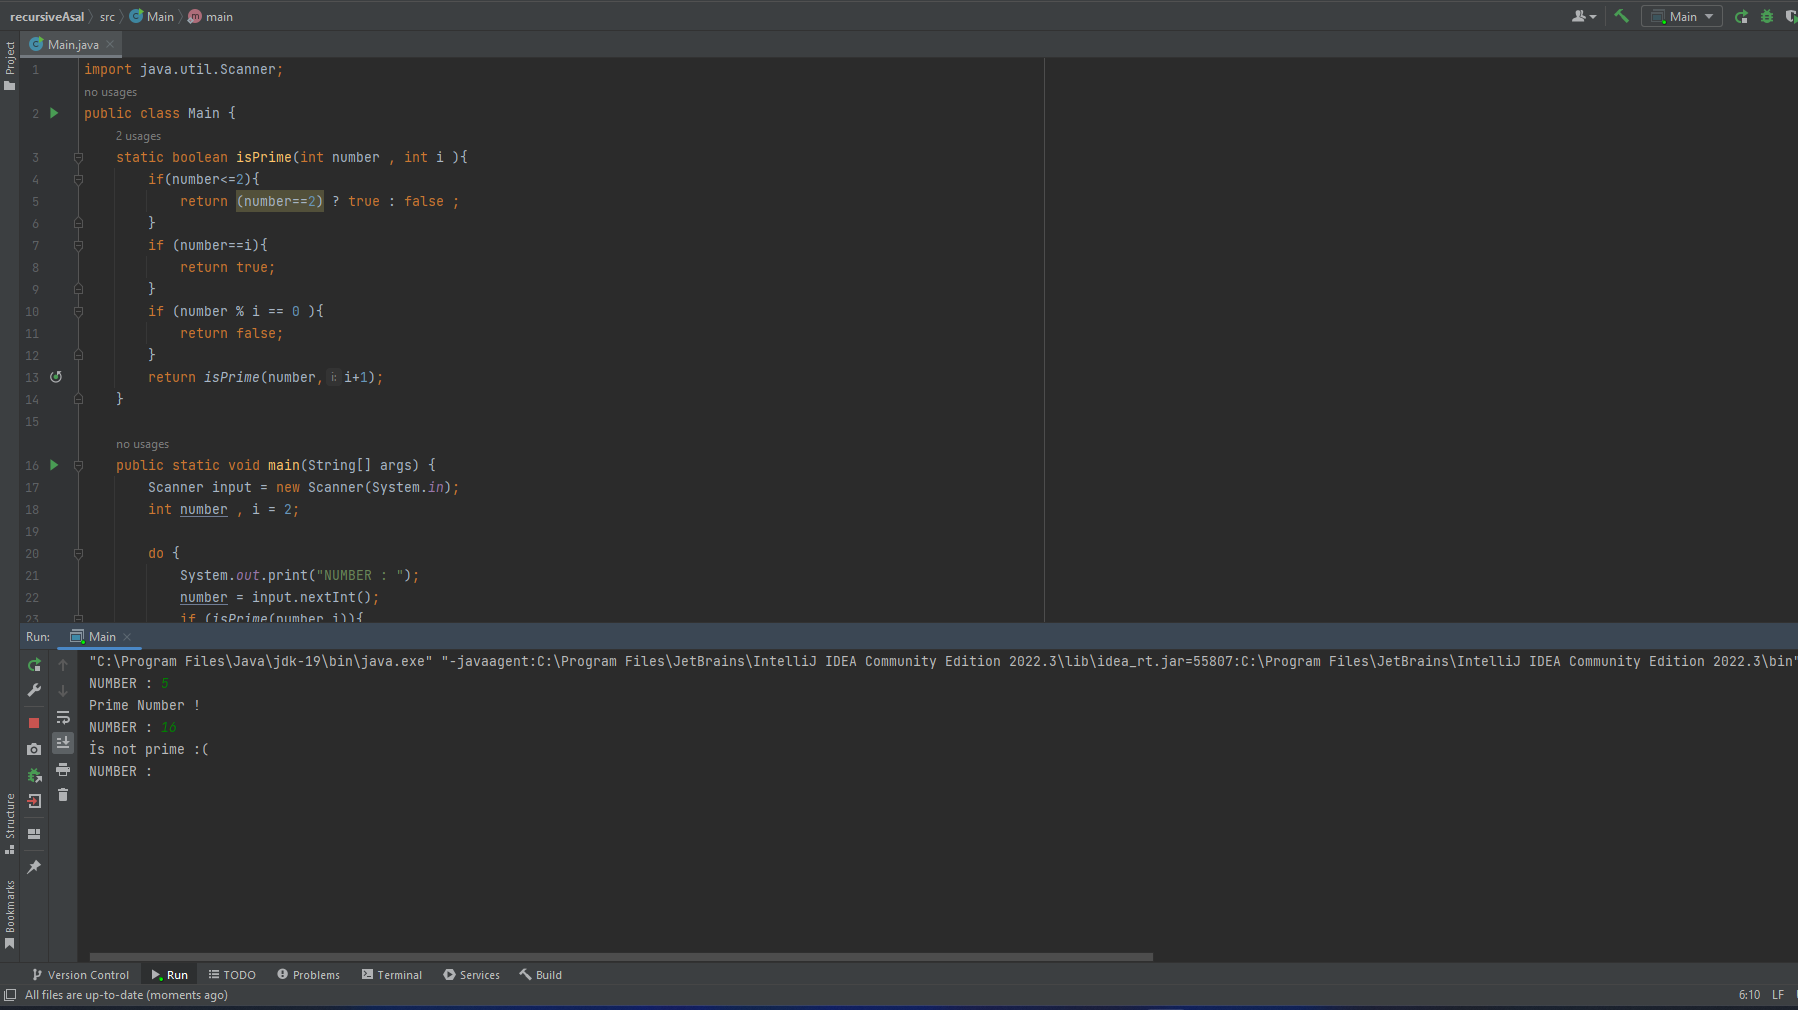 recursiveAsal src Main main
Main
Main.java
Project
1 import java.util.Scanner;
no usages
2 public class Main {
2 usages
3 static boolean isPrime(int number , int i ){
4 if(number<=2){
5 return (number==2) ? true : false ;
6 }
7 if (number==i){
8 return true;
9 }
10 if (number % i == 0 ){
11 return false;
12 }
13 return isPrime(number, i: i+1);
14 }
15
no usages
16 public static void main(String[] args) {
17 Scanner input = new Scanner(System.in);
18 int number , i = 2;
19
20 do {
21 System.out.print("NUMBER : ");
22 number = input.nextInt();
23 if (isPrime(number,i)){
Run: Main
"C:\Program Files\Java\jdk-19\bin\java.exe" "-javaagent:C:\Program Files\JetBrains\IntelliJ IDEA Community Edition 2022.3\lib\idea_rt.jar=55807:C:\Program Files\JetBrains\IntelliJ IDEA Community Edition 2022.3\bin"
NUMBER : 5
Prime Number !
NUMBER : 16
İs not prime :(
NUMBER :
Structure
Bookmarks
Version Control Run TODO Problems Terminal Services Build
All files are up-to-date (moments ago)
6:10 LF